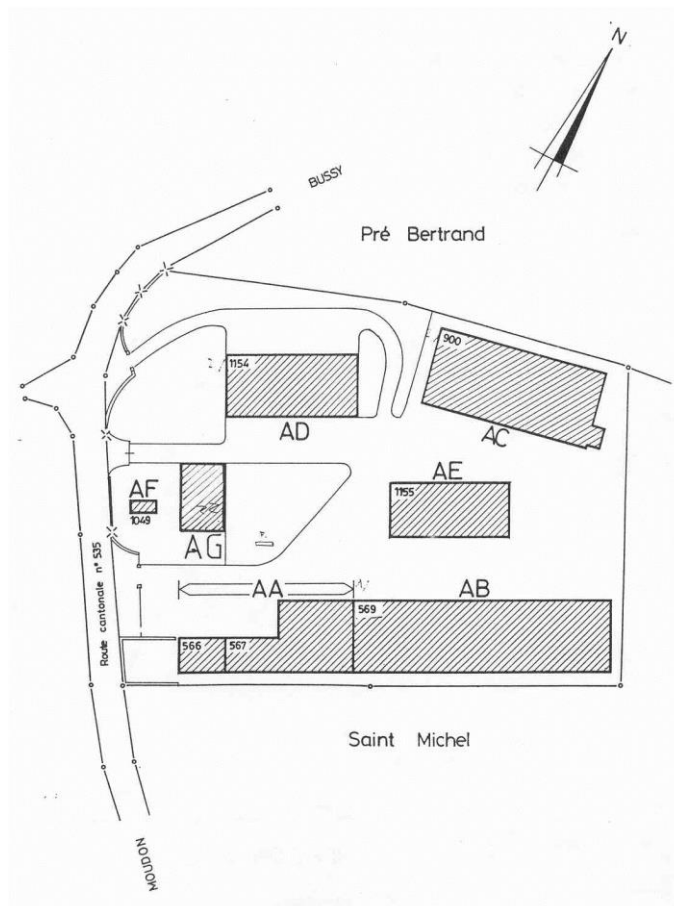 N
BUSSY
Pré Bertrand
900
1154
AD
AC
AE
1155
AF
1049
AG
Route cantonale n° 535
AA
AB
569
566
567
Saint Michel
MOUDON